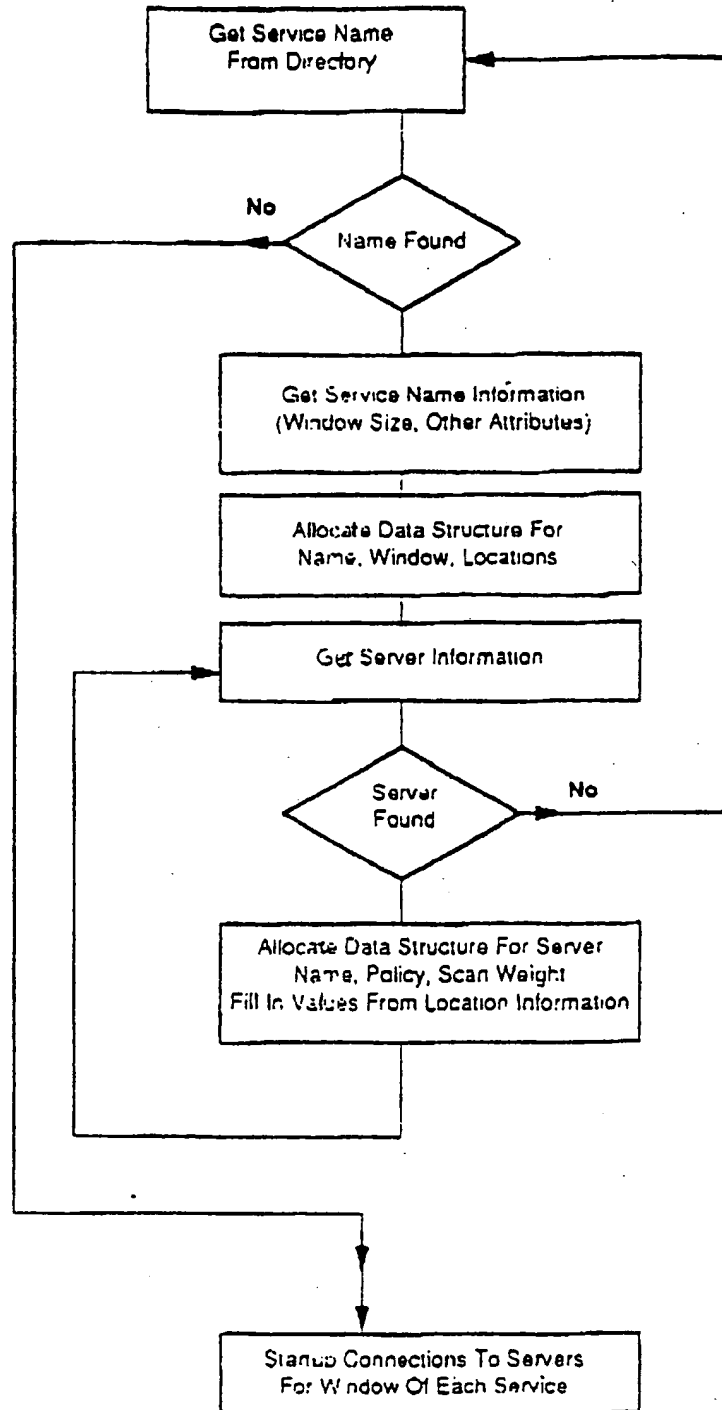 Get Service Name
From Directory
No
Name Found
Get Service Name Information
(Window Size, Other Attributes)
Allocate Data Structure For
Name, Window, Locations
Get Server Information
Server
Found
No
Allocate Data Structure For Server
Name, Policy, Scan Weight
Fill In Values From Location Information
Startup Connections To Servers
For Window Of Each Service